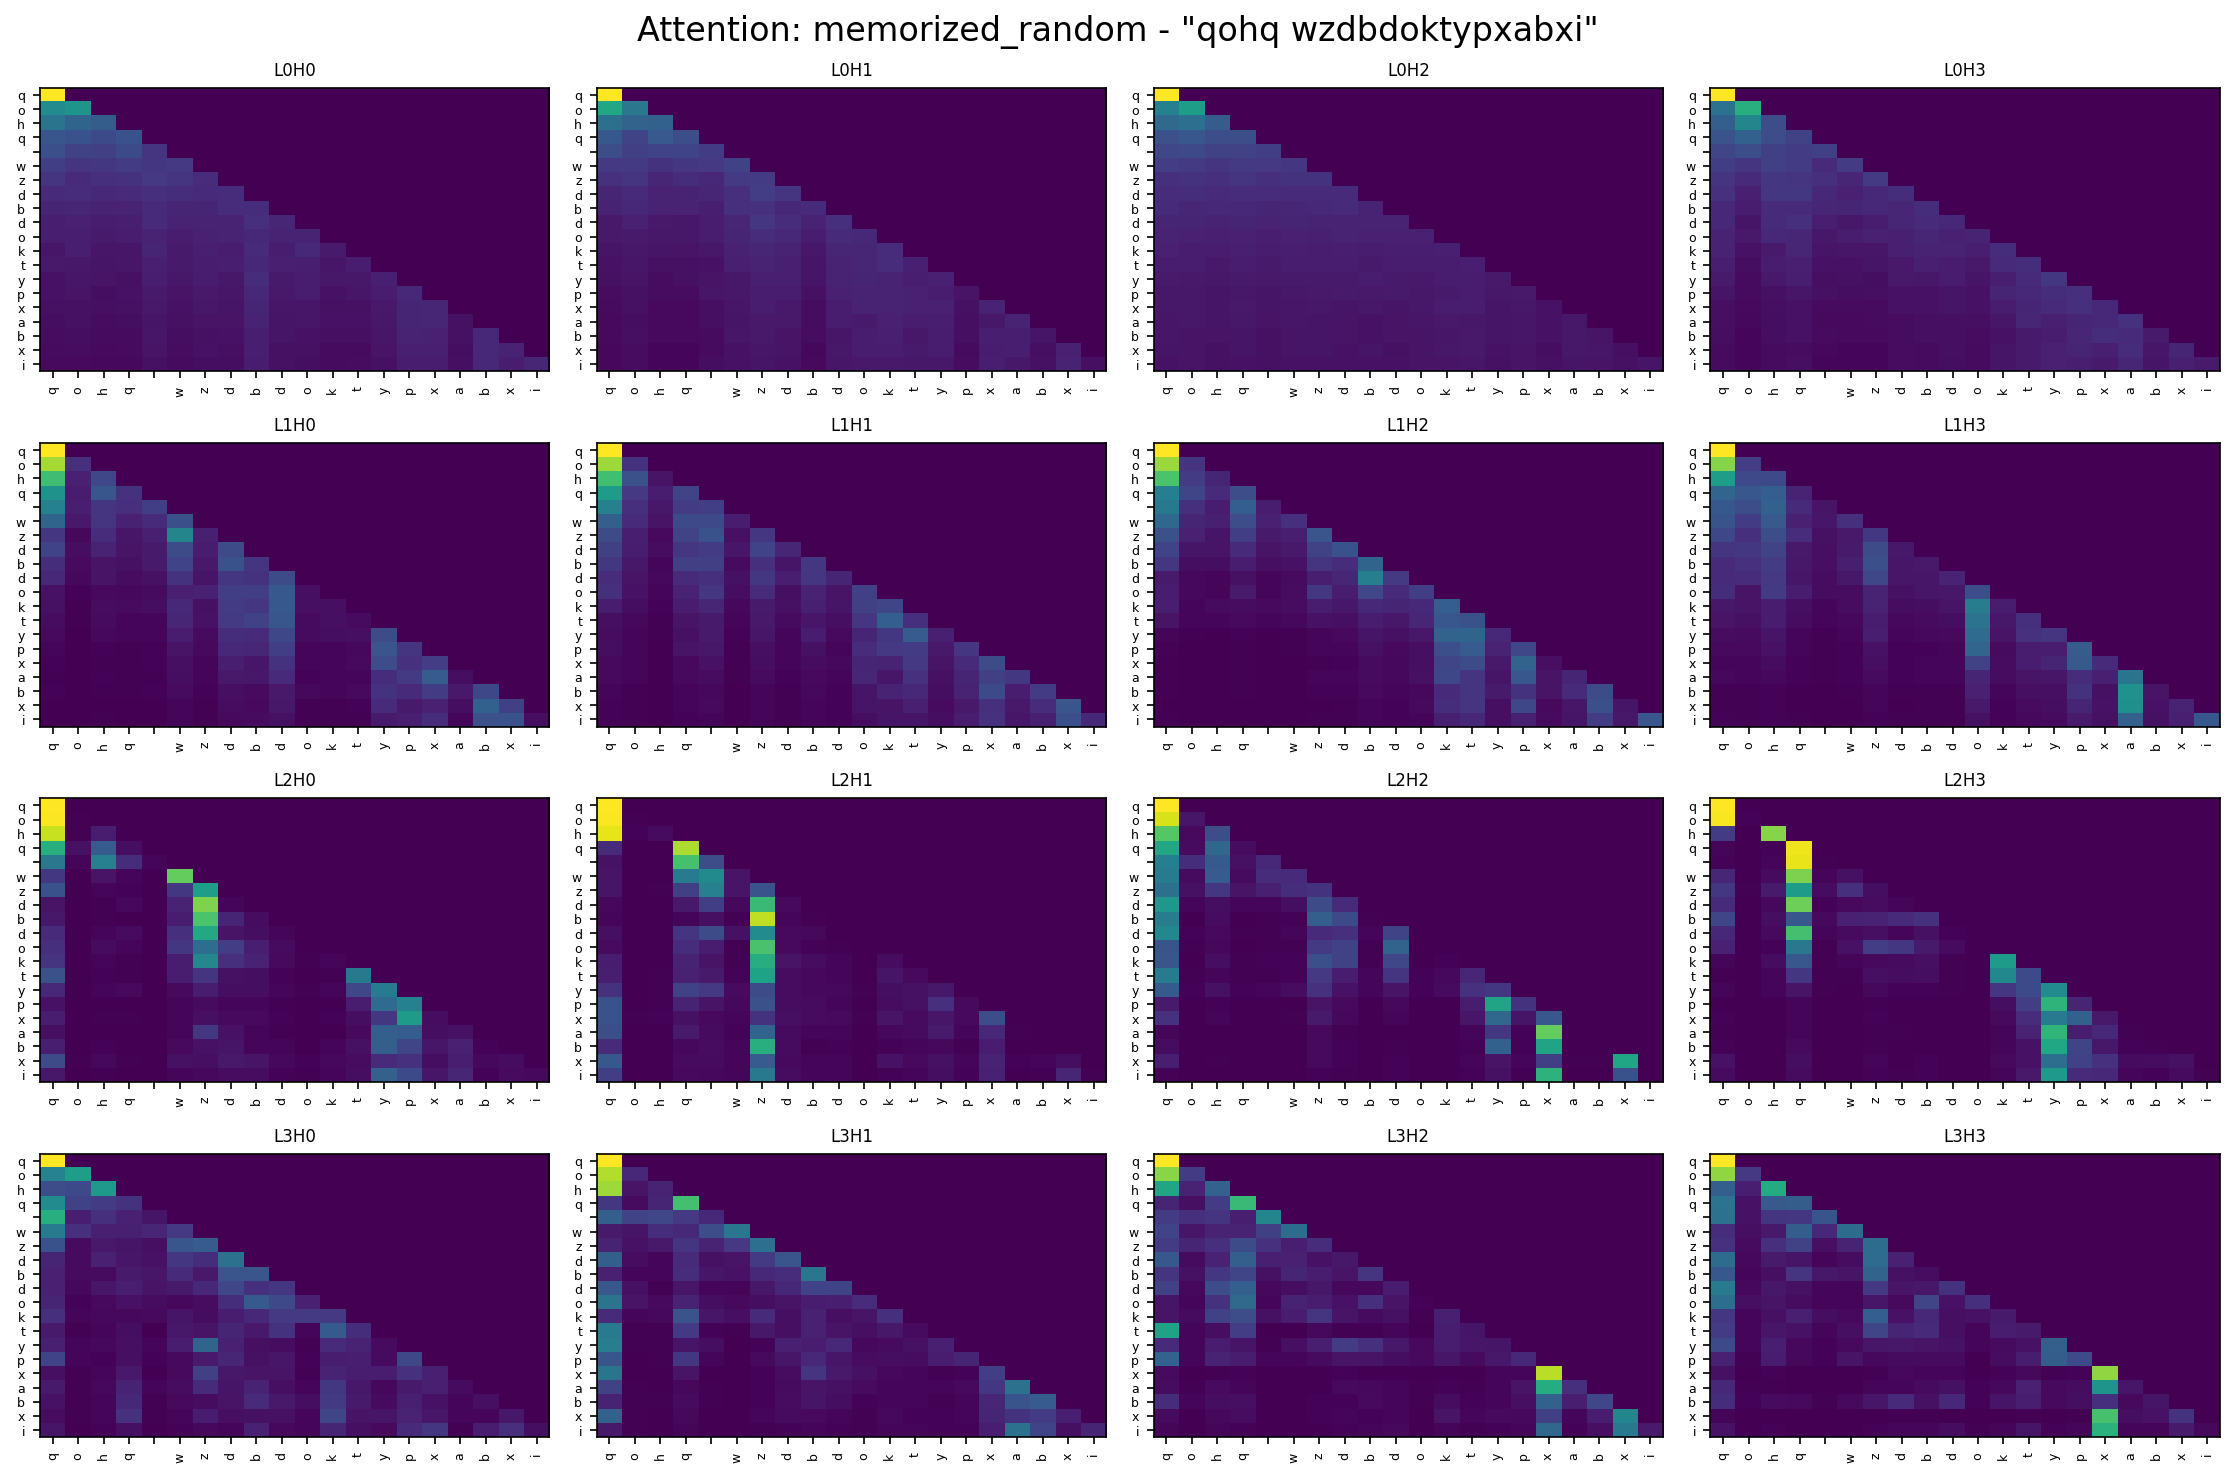 Attention: memorized_random - "qohq wzdbdoktypxabxi"
L0H0 L0H1 L0H2 L0H3
q q q q
o o o o
h h h h
q q q q
w w w w
z z z z
d d d d
b b b b
d d d d
o o o o
k k k k
t t t t
y y y y
p p p p
x x x x
a a a a
b b b b
x x x x
i i i i
q o h q w z d b d o k t y p x a b x i q o h q w z d b d o k t y p x a b x i q o h q w z d b d o k t y p x a b x i q o h q w z d b d o k t y p x a b x i
L1H0 L1H1 L1H2 L1H3
q q q q
o o o o
h h h h
q q q q
w w w w
z z z z
d d d d
b b b b
d d d d
o o o o
k k k k
t t t t
y y y y
p p p p
x x x x
a a a a
b b b b
x x x x
i i i i
q o h q w z d b d o k t y p x a b x i q o h q w z d b d o k t y p x a b x i q o h q w z d b d o k t y p x a b x i q o h q w z d b d o k t y p x a b x i
L2H0 L2H1 L2H2 L2H3
q q q q
o o o o
h h h h
q q q q
w w w w
z z z z
d d d d
b b b b
d d d d
o o o o
k k k k
t t t t
y y y y
p p p p
x x x x
a a a a
b b b b
x x x x
i i i i
q o h q w z d b d o k t y p x a b x i q o h q w z d b d o k t y p x a b x i q o h q w z d b d o k t y p x a b x i q o h q w z d b d o k t y p x a b x i
L3H0 L3H1 L3H2 L3H3
q q q q
o o o o
h h h h
q q q q
w w w w
z z z z
d d d d
b b b b
d d d d
o o o o
k k k k
t t t t
y y y y
p p p p
x x x x
a a a a
b b b b
x x x x
i i i i
q o h q w z d b d o k t y p x a b x i q o h q w z d b d o k t y p x a b x i q o h q w z d b d o k t y p x a b x i q o h q w z d b d o k t y p x a b x i